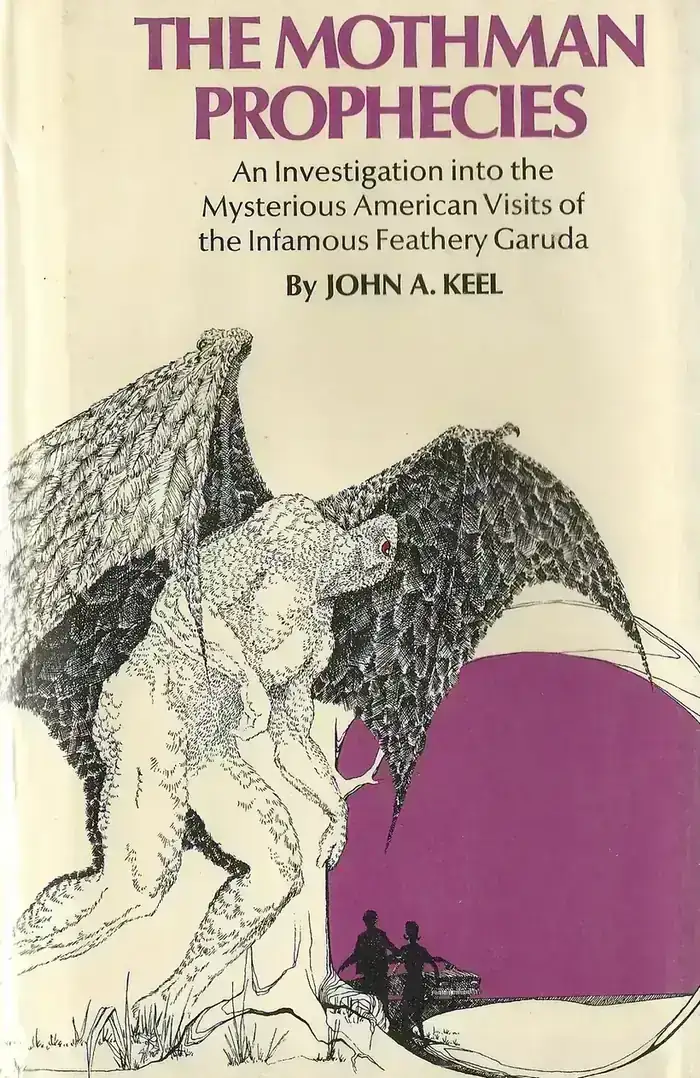 THE MOTHMAN
PROPHECIES
An Investigation into the
Mysterious American Visits of
the Infamous Feathery Garuda
By JOHN A. KEEL